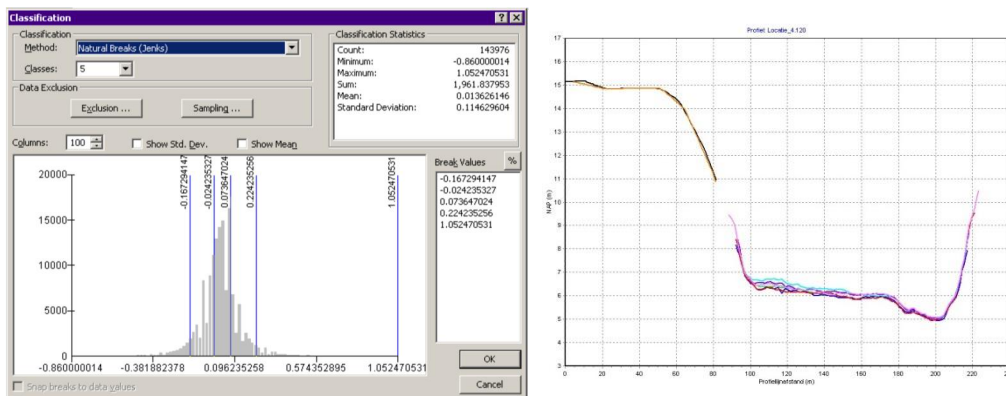 Classification
Classification
Method: Natural Breaks (Jenks)
Classes: 5
Data Exclusion
Exclusion ... Sampling ...
Classification Statistics
Count: 143976
Minimum: -0.860000014
Maximum: 1.052470531
Sum: 1,961.837953
Mean: 0.013626146
Standard Deviation: 0.114629604
Columns: 100 Show Std. Dev. Show Mean
-0.167294147
-0.024235327
0.073647024
0.224235256
1.052470531
20000
15000
10000
5000
0
-0.860000014 -0.381882378 0.096235258 0.574352895 1.052470531
Snap breaks to data values
Break Values %
-0.167294147
-0.024235327
0.073647024
0.224235256
1.052470531
OK
Cancel
Profiel: Locatie_4.120
NAP (m)
17
16
15
14
13
12
11
10
9
8
7
6
5
4
3
0 20 40 60 80 100 120 140 160 180 200 220
Profiellijnafstand (m)